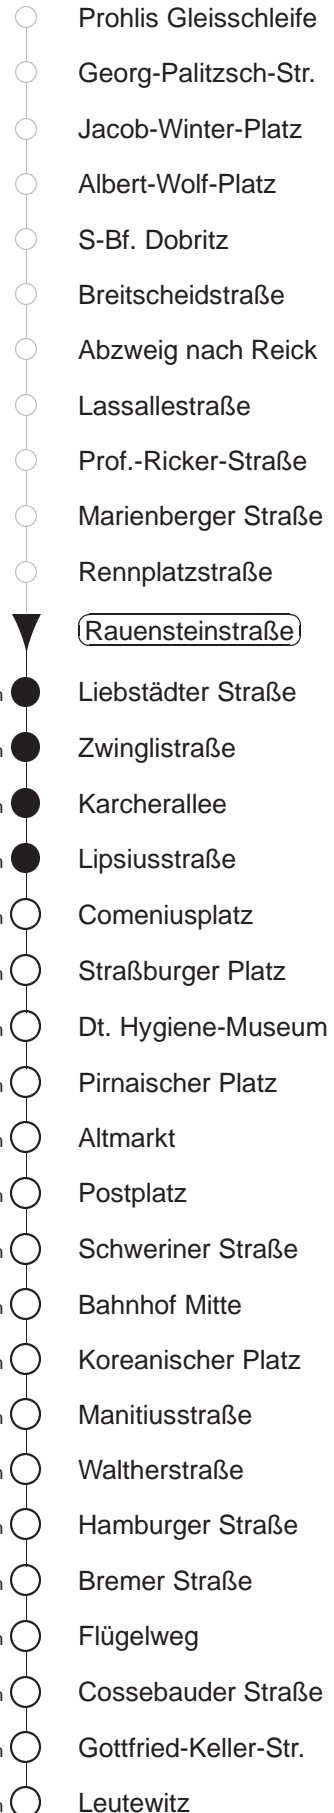 Prohlis Gleisschleife
Georg-Palitzsch-Str.
Jacob-Winter-Platz
Albert-Wolf-Platz
S-Bf. Dobritz
Breitscheidstraße
Abzweig nach Reick
Lassallestraße
Prof.-Ricker-Straße
Marienberger Straße
Rennplatzstraße
Rauensteinstraße
Liebstädter Straße
Zwinglistraße
Karcherallee
Lipsiusstraße
Comeniusplatz
Straßburger Platz
Dt. Hygiene-Museum
Pirnaischer Platz
Altmarkt
Postplatz
Schweriner Straße
Bahnhof Mitte
Koreanischer Platz
Manitiusstraße
Waltherstraße
Hamburger Straße
Bremer Straße
Flügelweg
Cossebauder Straße
Gottfried-Keller-Str.
Leutewitz